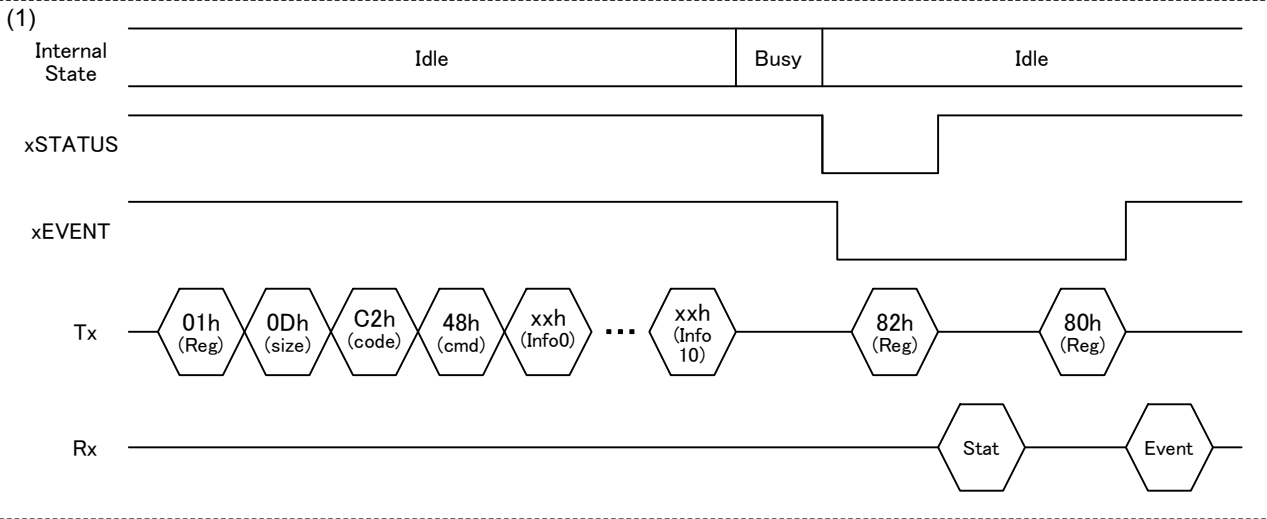 (1)
Internal
State
Idle
Busy
Idle
xSTATUS
xEVENT
Tx
01h
(Reg)
0Dh
(size)
C2h
(code)
48h
(cmd)
xxh
(Info0)
...
xxh
(Info
10)
82h
(Reg)
80h
(Reg)
Rx
Stat
Event